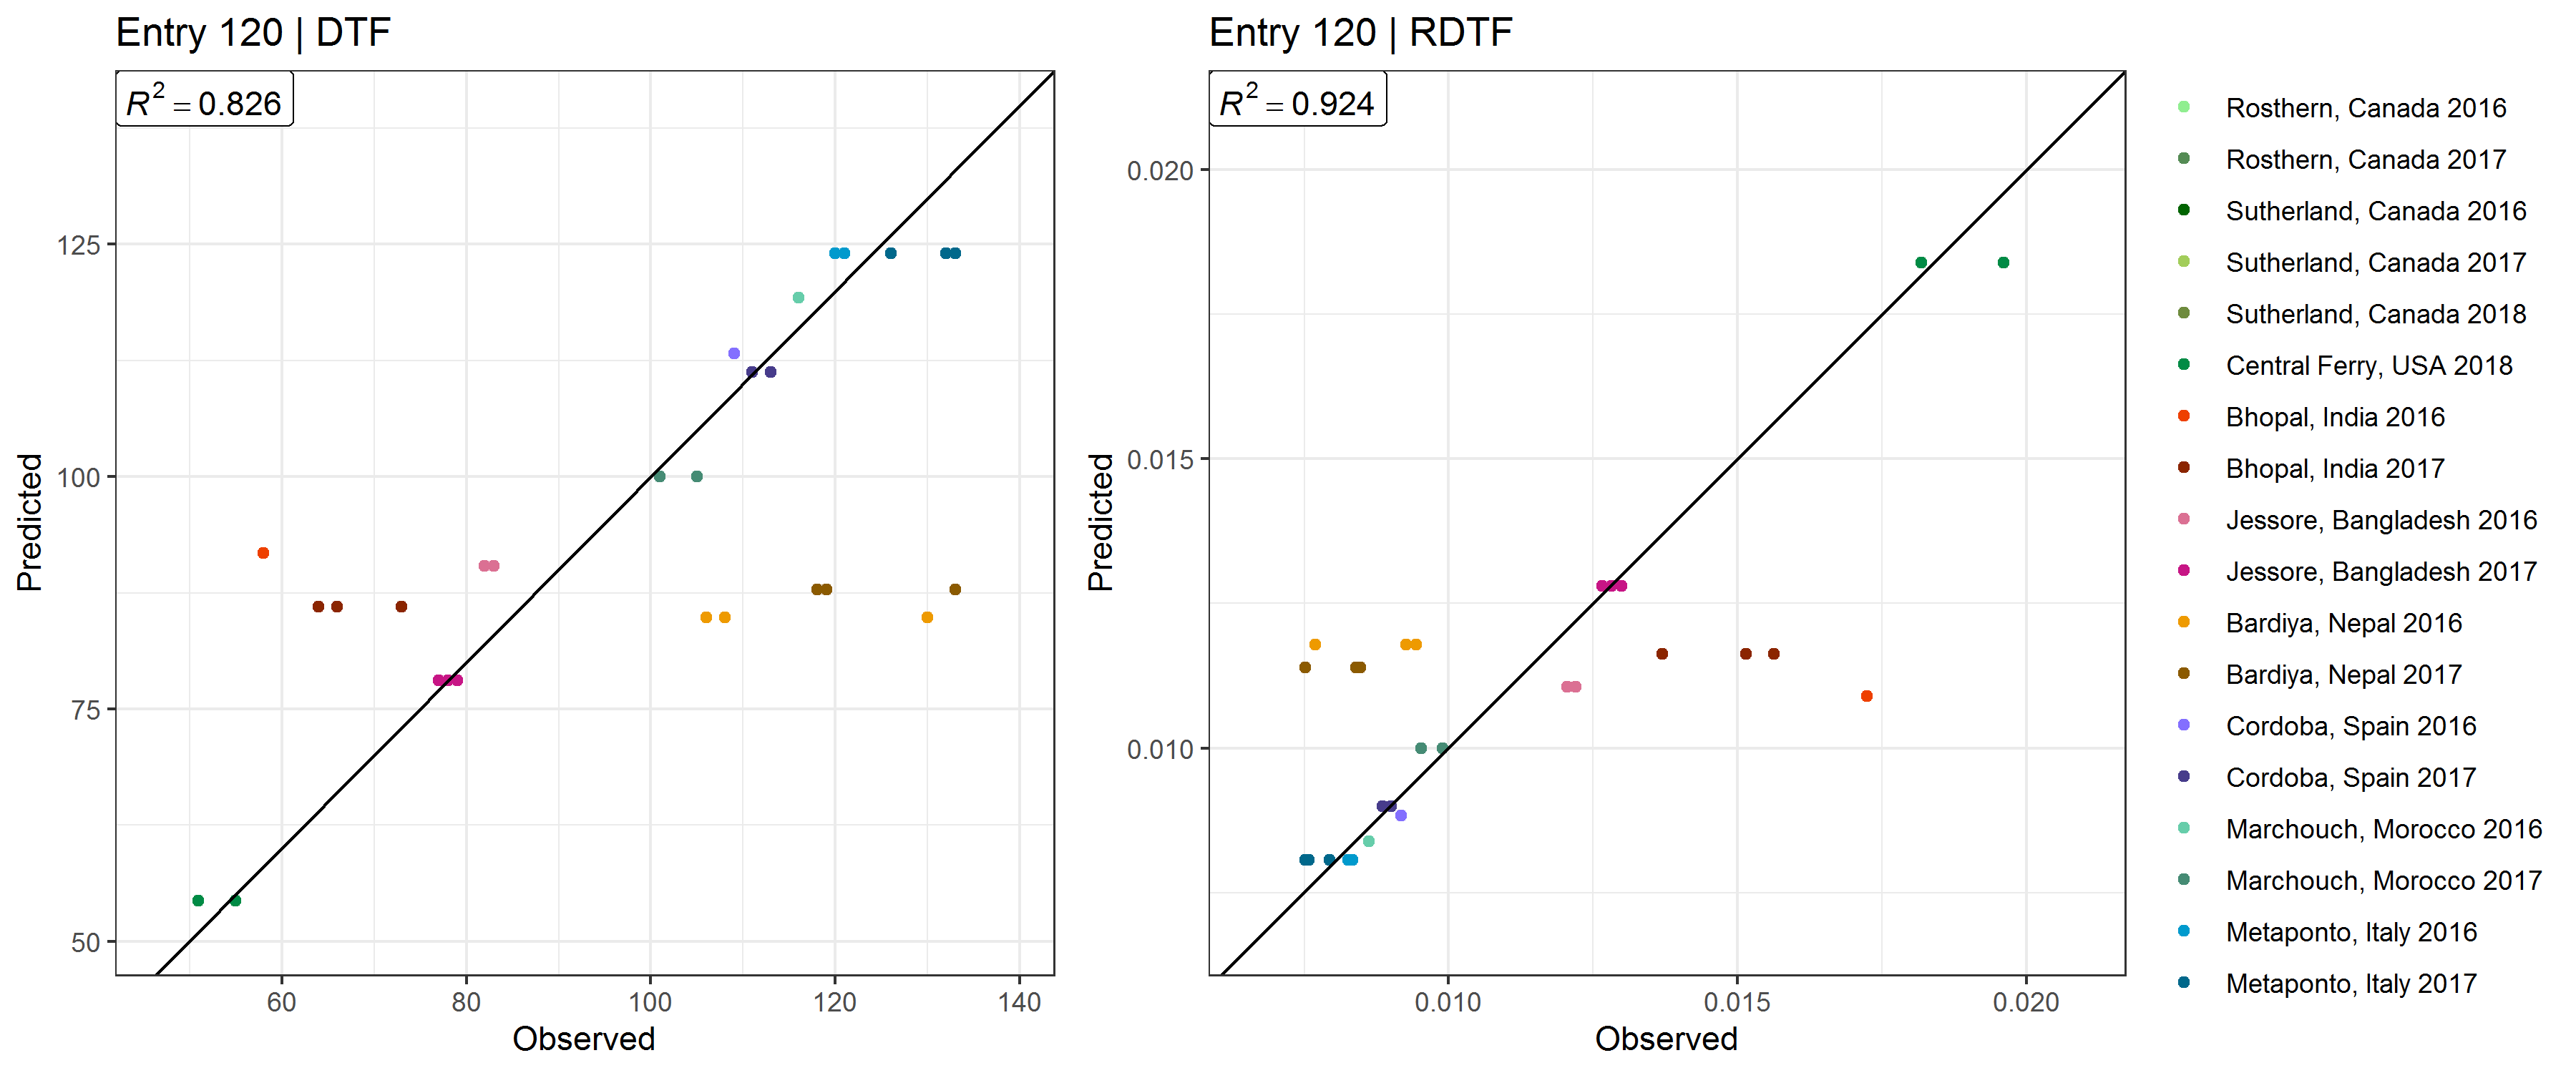 Entry 120 | DTF
R² = 0.826
125
100
75
50
60 80 100 120 140
Observed
Predicted
Entry 120 | RDTF
R² = 0.924
0.020
0.015
0.010
0.010 0.015 0.020
Observed
Predicted
Rosthern, Canada 2016
Rosthern, Canada 2017
Sutherland, Canada 2016
Sutherland, Canada 2017
Sutherland, Canada 2018
Central Ferry, USA 2018
Bhopal, India 2016
Bhopal, India 2017
Jessore, Bangladesh 2016
Jessore, Bangladesh 2017
Bardiya, Nepal 2016
Bardiya, Nepal 2017
Cordoba, Spain 2016
Cordoba, Spain 2017
Marchouch, Morocco 2016
Marchouch, Morocco 2017
Metaponto, Italy 2016
Metaponto, Italy 2017